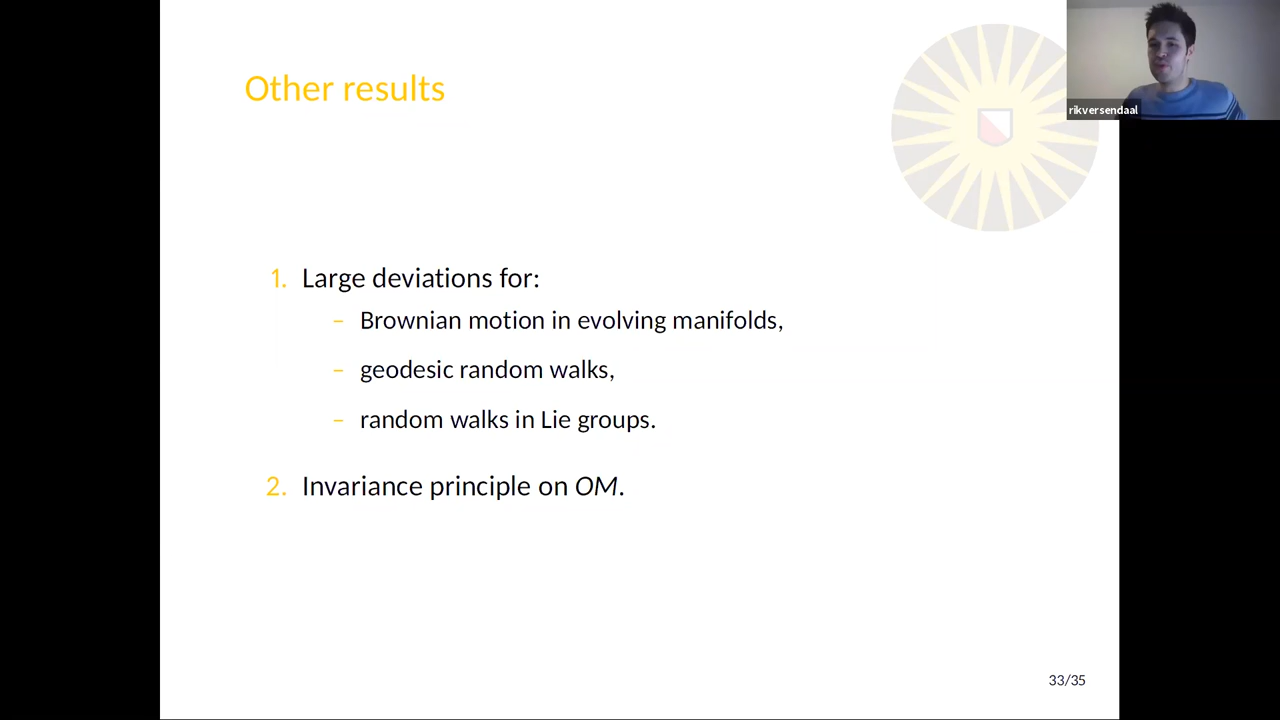 Other results
rikversendaal
1. Large deviations for:
– Brownian motion in evolving manifolds,
– geodesic random walks,
– random walks in Lie groups.
2. Invariance principle on OM.
33/35